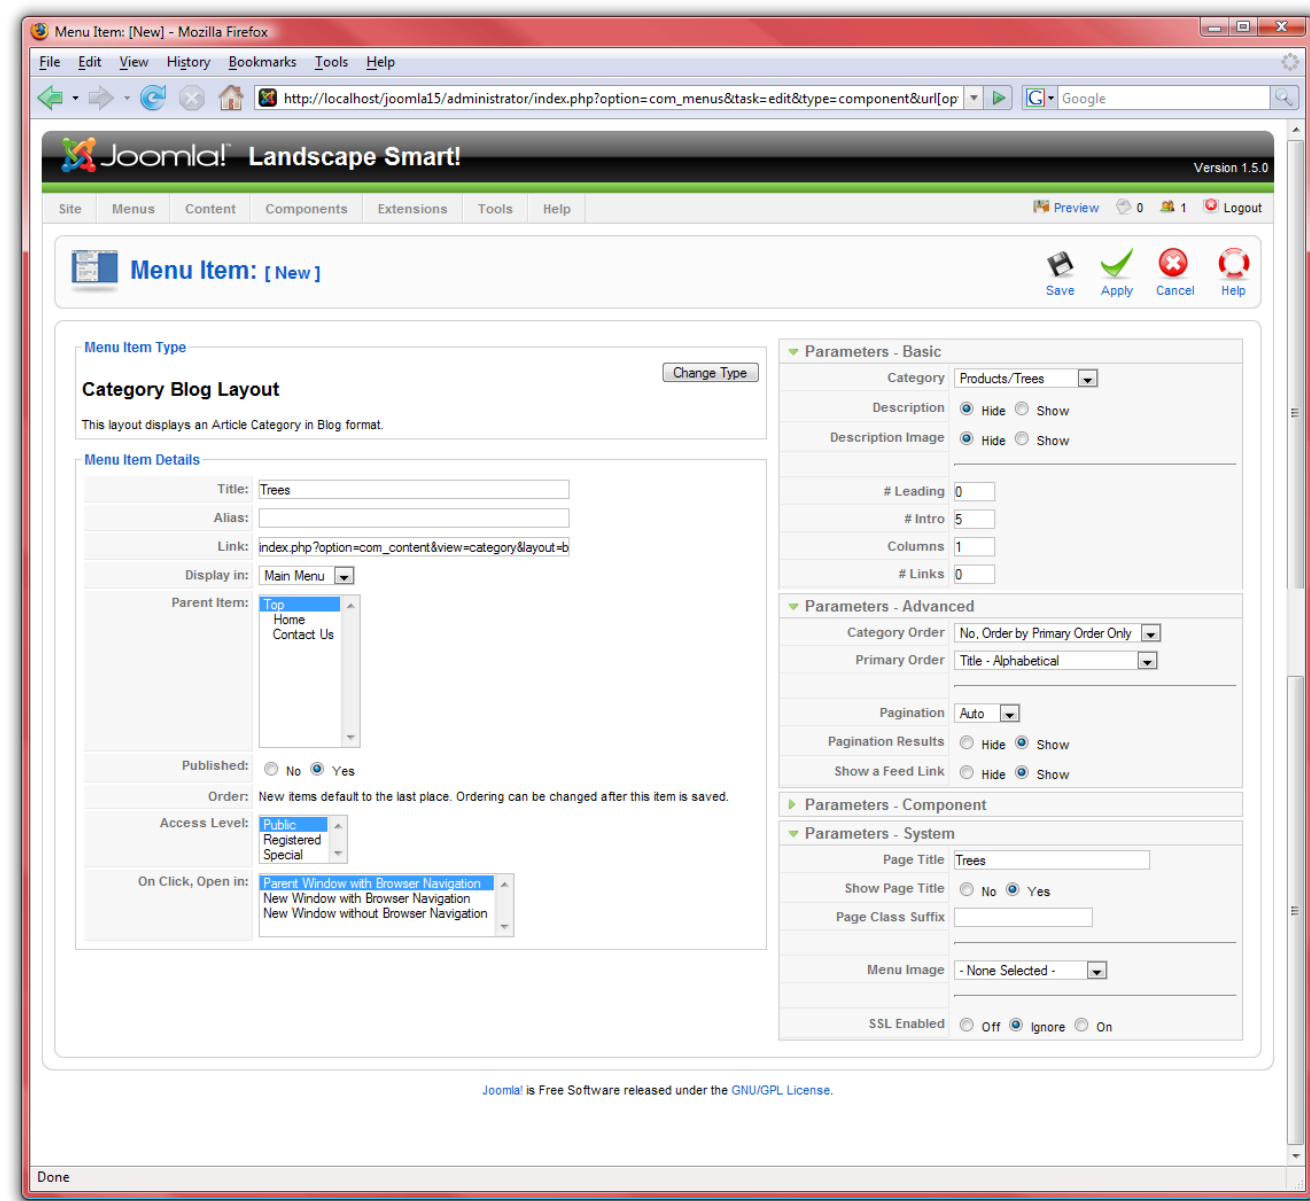 Menu Item: [New] - Mozilla Firefox
File Edit View History Bookmarks Tools Help
http://localhost/joomla15/administrator/index.php?option=com_menus&task=edit&type=component&url[op
G Google
Joomla! Landscape Smart!
Version 1.5.0
Site Menus Content Components Extensions Tools Help
Preview 0 1 Logout
Menu Item: [ New ]
Save Apply Cancel Help
Menu Item Type
Change Type
Category Blog Layout
This layout displays an Article Category in Blog format.
Menu Item Details
Title: Trees
Alias:
Link: index.php?option=com_content&view=category&layout=b
Display in: Main Menu
Parent Item: Top
Home
Contact Us
Published: No Yes
Order: New items default to the last place. Ordering can be changed after this item is saved.
Access Level: Public
Registered
Special
On Click, Open in: Parent Window with Browser Navigation
New Window with Browser Navigation
New Window without Browser Navigation
Parameters - Basic
Category Products/Trees
Description Hide Show
Description Image Hide Show
# Leading 0
# Intro 5
Columns 1
# Links 0
Parameters - Advanced
Category Order No, Order by Primary Order Only
Primary Order Title - Alphabetical
Pagination Auto
Pagination Results Hide Show
Show a Feed Link Hide Show
Parameters - Component
Parameters - System
Page Title Trees
Show Page Title No Yes
Page Class Suffix
Menu Image - None Selected -
SSL Enabled Off Ignore On
Joomla! is Free Software released under the GNU/GPL License.
Done